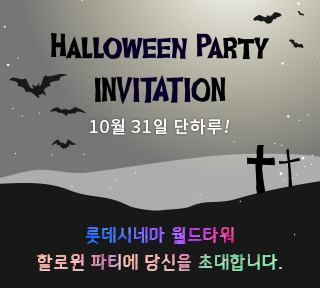 HALLOWEEN PARTY
INVITATION
10월 31일 단하루!
롯데시네마 월드타워
할로윈 파티에 당신을 초대합니다.